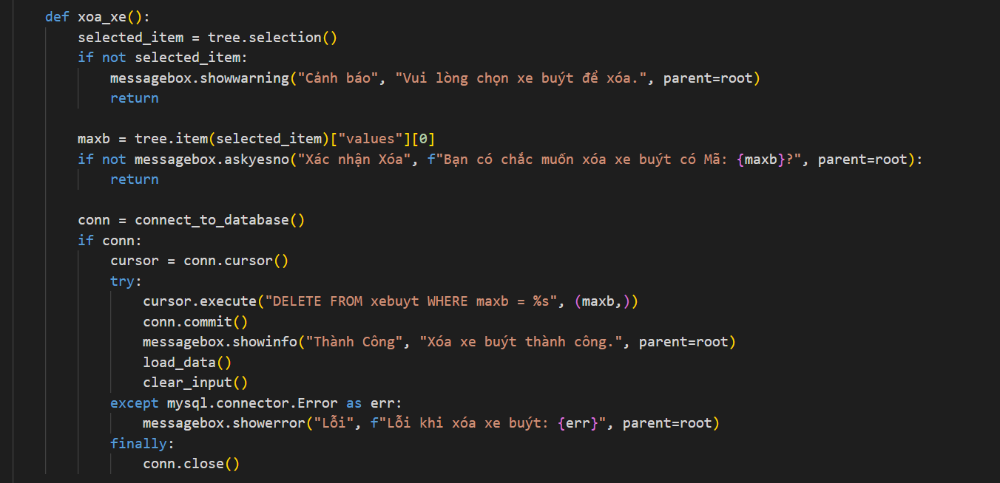 def xoa_xe():
    selected_item = tree.selection()
    if not selected_item:
        messagebox.showwarning("Cảnh báo", "Vui lòng chọn xe buýt để xóa.", parent=root)
        return

    maxb = tree.item(selected_item)["values"][0]
    if not messagebox.askyesno("Xác nhận Xóa", f"Bạn có chắc muốn xóa xe buýt có Mã: {maxb}?", parent=root):
        return

    conn = connect_to_database()
    if conn:
        cursor = conn.cursor()
        try:
            cursor.execute("DELETE FROM xebuyt WHERE maxb = %s", (maxb,))
            conn.commit()
            messagebox.showinfo("Thành Công", "Xóa xe buýt thành công.", parent=root)
            load_data()
            clear_input()
        except mysql.connector.Error as err:
            messagebox.showerror("Lỗi", f"Lỗi khi xóa xe buýt: {err}", parent=root)
        finally:
            conn.close()